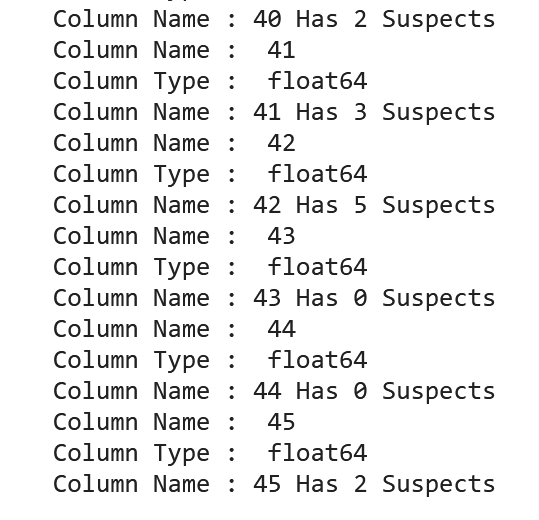 Column Name : 40 Has 2 Suspects
Column Name :  41
Column Type :  float64
Column Name : 41 Has 3 Suspects
Column Name :  42
Column Type :  float64
Column Name : 42 Has 5 Suspects
Column Name :  43
Column Type :  float64
Column Name : 43 Has 0 Suspects
Column Name :  44
Column Type :  float64
Column Name : 44 Has 0 Suspects
Column Name :  45
Column Type :  float64
Column Name : 45 Has 2 Suspects